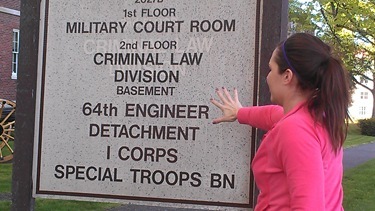 1st FLOOR
MILITARY COURT ROOM
2nd FLOOR
CRIMINAL LAW
DIVISION
BASEMENT
64th ENGINEER
DETACHMENT
I CORPS
SPECIAL TROOPS BN